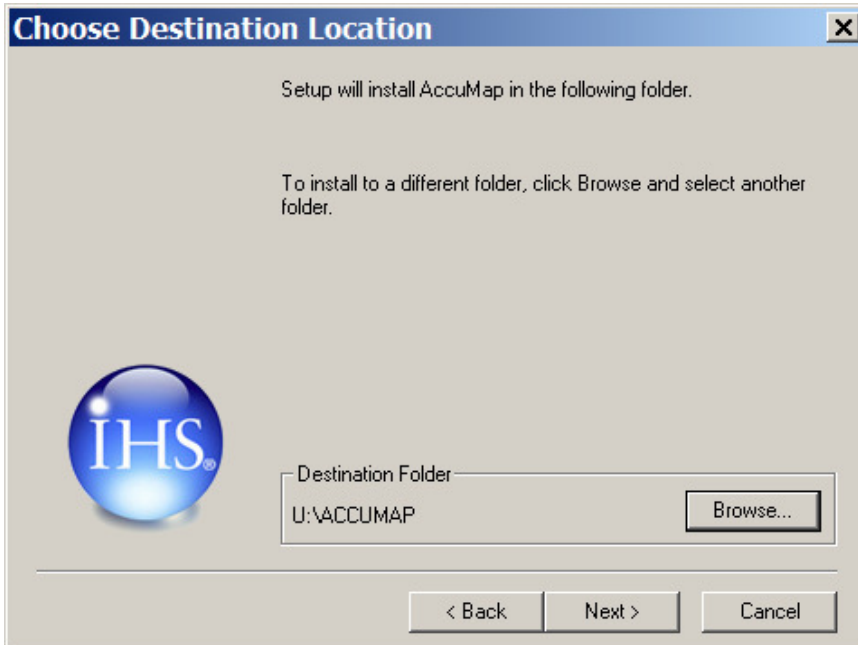 Choose Destination Location
Setup will install AccuMap in the following folder.
To install to a different folder, click Browse and select another
folder.
IHS®
Destination Folder
U:\ACCUMAP
Browse...
< Back
Next >
Cancel